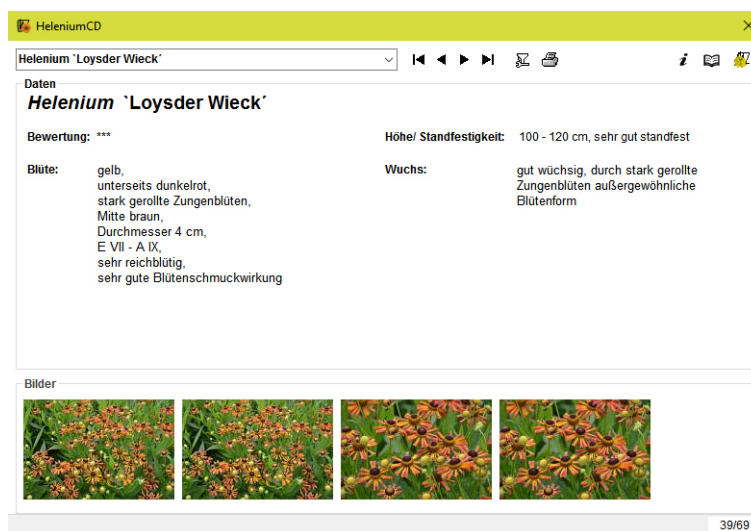 HeleniumCD
Helenium `Loysder Wieck´
Daten
Helenium `Loysder Wieck´
Bewertung: *** Höhe/ Standfestigkeit: 100 - 120 cm, sehr gut standfest
Blüte: gelb,
unterseits dunkelrot,
stark gerollte Zungenblüten,
Mitte braun,
Durchmesser 4 cm,
E VII - A IX,
sehr reichblütig,
sehr gute Blütenschmuckwirkung
Wuchs: gut wüchsig, durch stark gerollte
Zungenblüten außergewöhnliche
Blütenform
Bilder
39/69